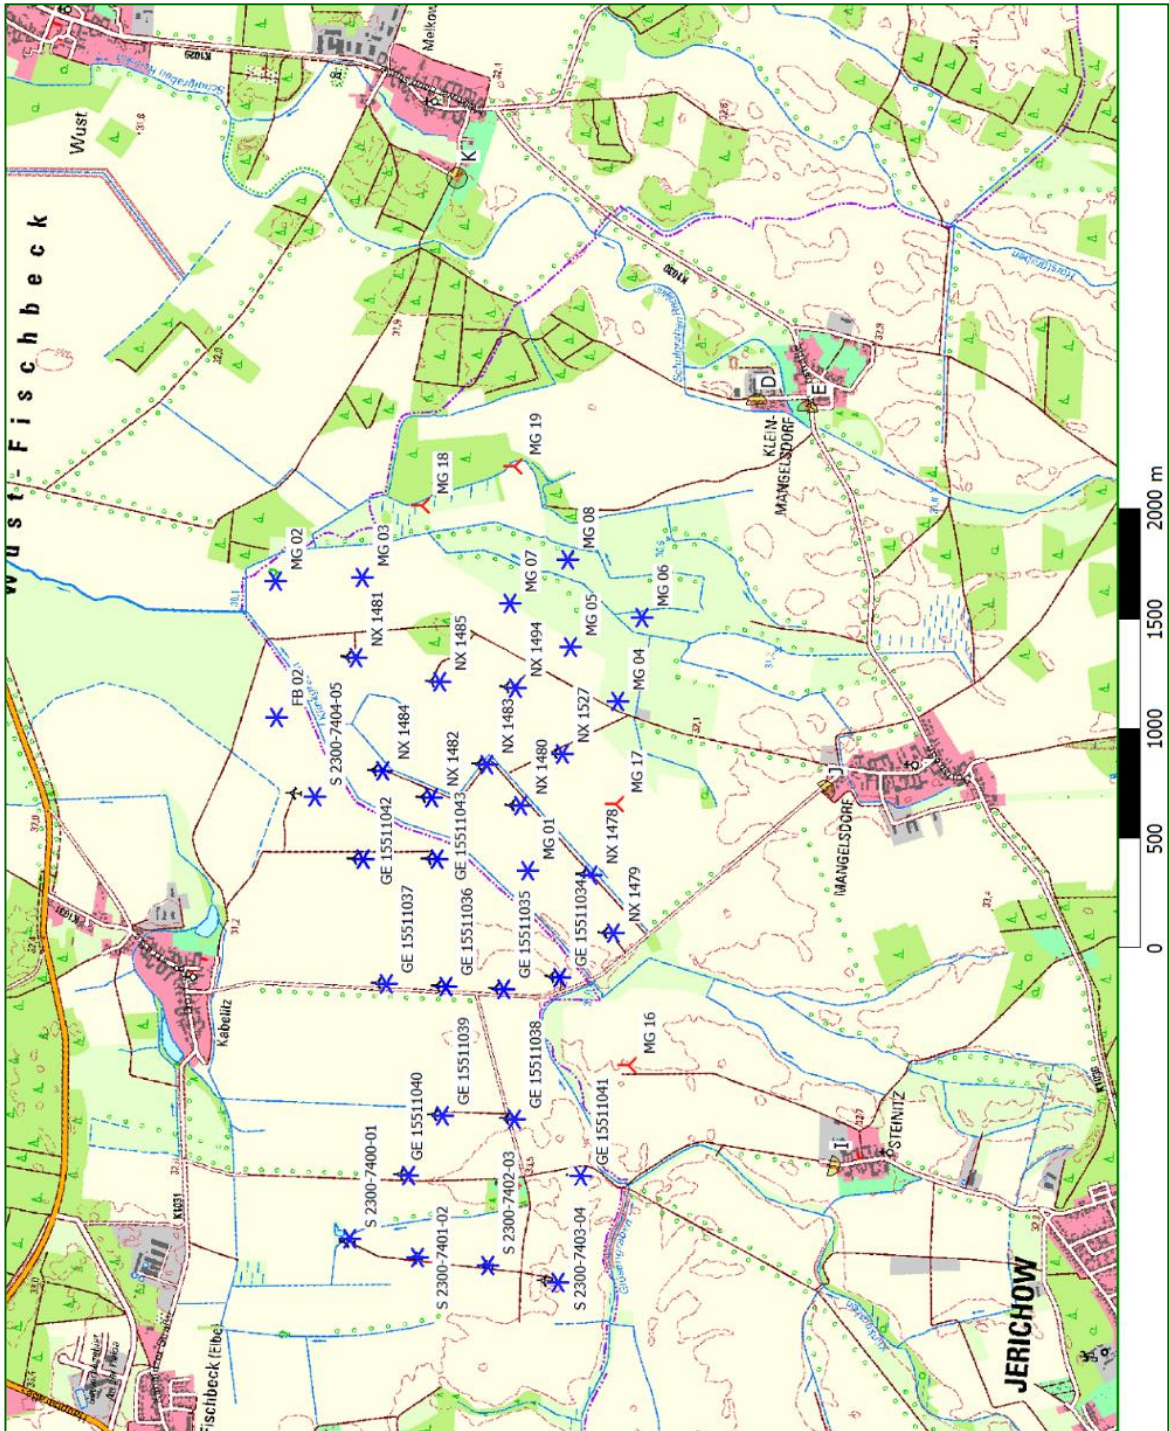 Wust-Fischbeck
Wust
Melkow
K1029
K
K1030
MG 18
MG 19
MG 02
MG 03
MG 08
MG 07
MG 06
MG 05
MG 04
NX 1481
NX 1485
NX 1494
NX 1527
FB 02
S 2300-7404-05
NX 1484
NX 1482
NX 1483
NX 1480
MG 17
GE 15511042
GE 15511043
MG 01
NX 1478
NX 1479
GE 15511037
GE 15511036
GE 15511035
GE 15511034
GE 15511039
GE 15511038
GE 15511040
GE 15511041
MG 16
S 2300-7400-01
S 2300-7401-02
S 2300-7402-03
S 2300-7403-04
D
E
KLEIN-
MANGELSDORF
J
MANGELSDORF
I
STEINITZ
JERICHOW
Kabelitz
K1031
K1031
Fischbeck (Elbe)
0
500
1000
1500
2000 m